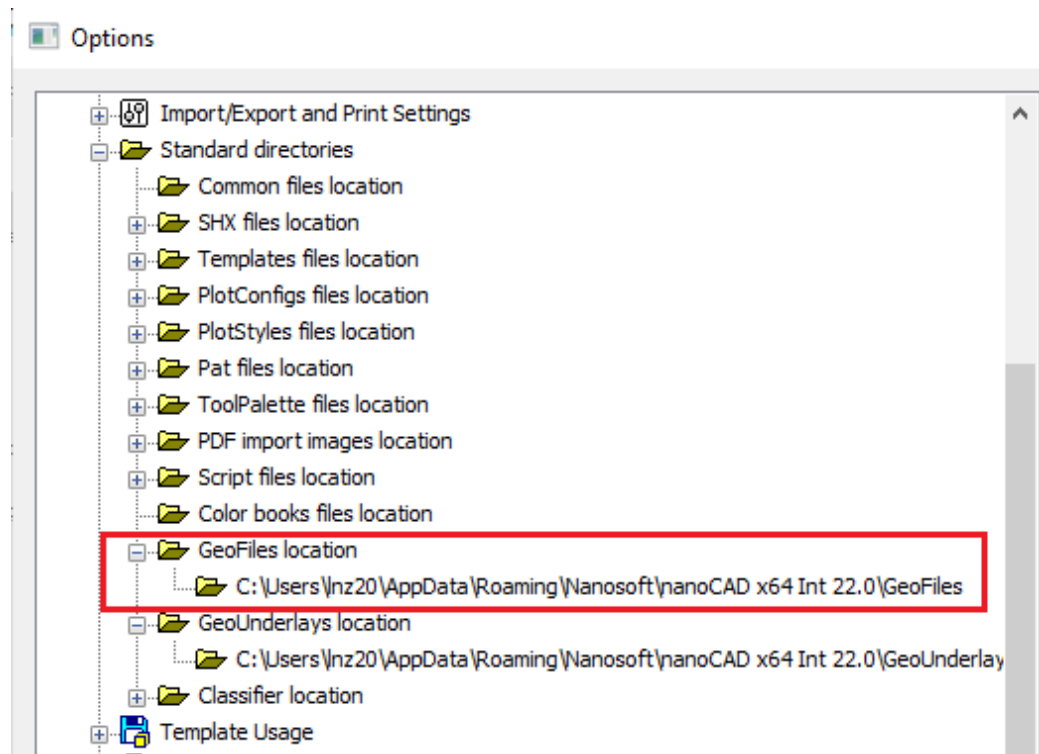 Options
Import/Export and Print Settings
Standard directories
Common files location
SHX files location
Templates files location
PlotConfigs files location
PlotStyles files location
Pat files location
ToolPalette files location
PDF import images location
Script files location
Color books files location
GeoFiles location
C:\Users\lnz20\AppData\Roaming\Nanosoft\nanoCAD x64 Int 22.0\GeoFiles
GeoUnderlays location
C:\Users\lnz20\AppData\Roaming\Nanosoft\nanoCAD x64 Int 22.0\GeoUnderlay
Classifier location
Template Usage